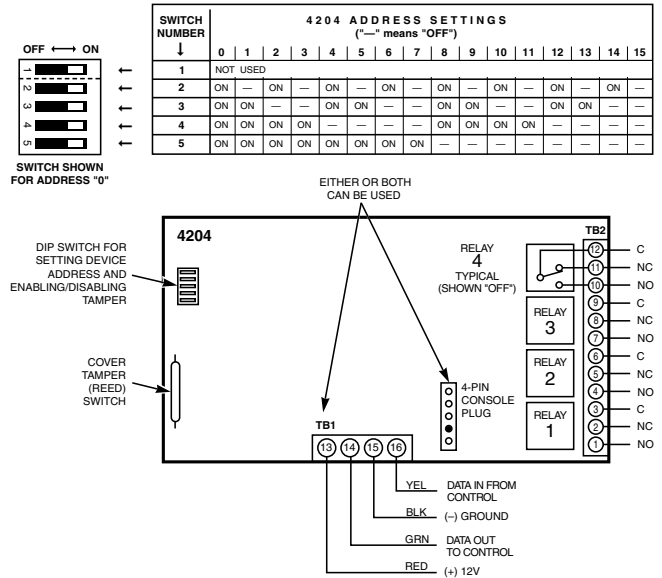 SWITCH NUMBER ↓
4204 ADDRESS SETTINGS
("—" means "OFF")
0 1 2 3 4 5 6 7 8 9 10 11 12 13 14 15
1 NOT USED
2 ON — ON — ON — ON — ON — ON — ON — ON —
3 ON ON — — ON ON — — ON ON — — ON ON — —
4 ON ON ON ON — — — — ON ON ON ON — — — —
5 ON ON ON ON ON ON ON ON — — — — — — — —
OFF ↔ ON
1
2
3
4
5
SWITCH SHOWN
FOR ADDRESS "0"
EITHER OR BOTH
CAN BE USED
4204
DIP SWITCH FOR
SETTING DEVICE
ADDRESS AND
ENABLING/DISABLING
TAMPER
COVER
TAMPER
(REED)
SWITCH
RELAY
4
TYPICAL
(SHOWN "OFF")
RELAY
3
RELAY
2
RELAY
1
TB2
12 C
11 NC
10 NO
9 C
8 NC
7 NO
6 C
5 NC
4 NO
3 C
2 NC
1 NO
4-PIN
CONSOLE
PLUG
TB1
13 14 15 16
YEL DATA IN FROM
CONTROL
BLK (–) GROUND
GRN DATA OUT
TO CONTROL
RED (+) 12V